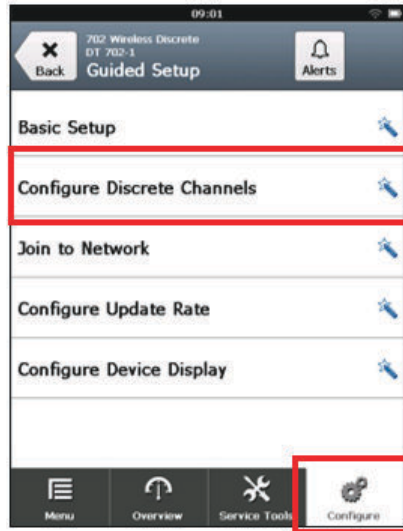 09:01
702 Wireless Discrete
DT 702-1
Back
Guided Setup
Alerts
Basic Setup
Configure Discrete Channels
Join to Network
Configure Update Rate
Configure Device Display
Menu
Overview
Service Tools
Configure